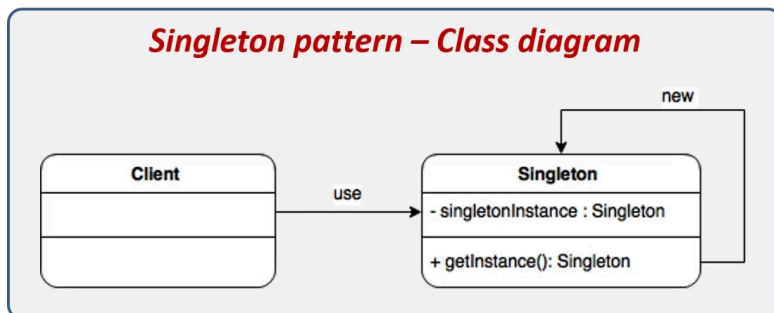 Singleton pattern – Class diagram
new
Client
Singleton
use
- singletonInstance : Singleton
+ getInstance(): Singleton